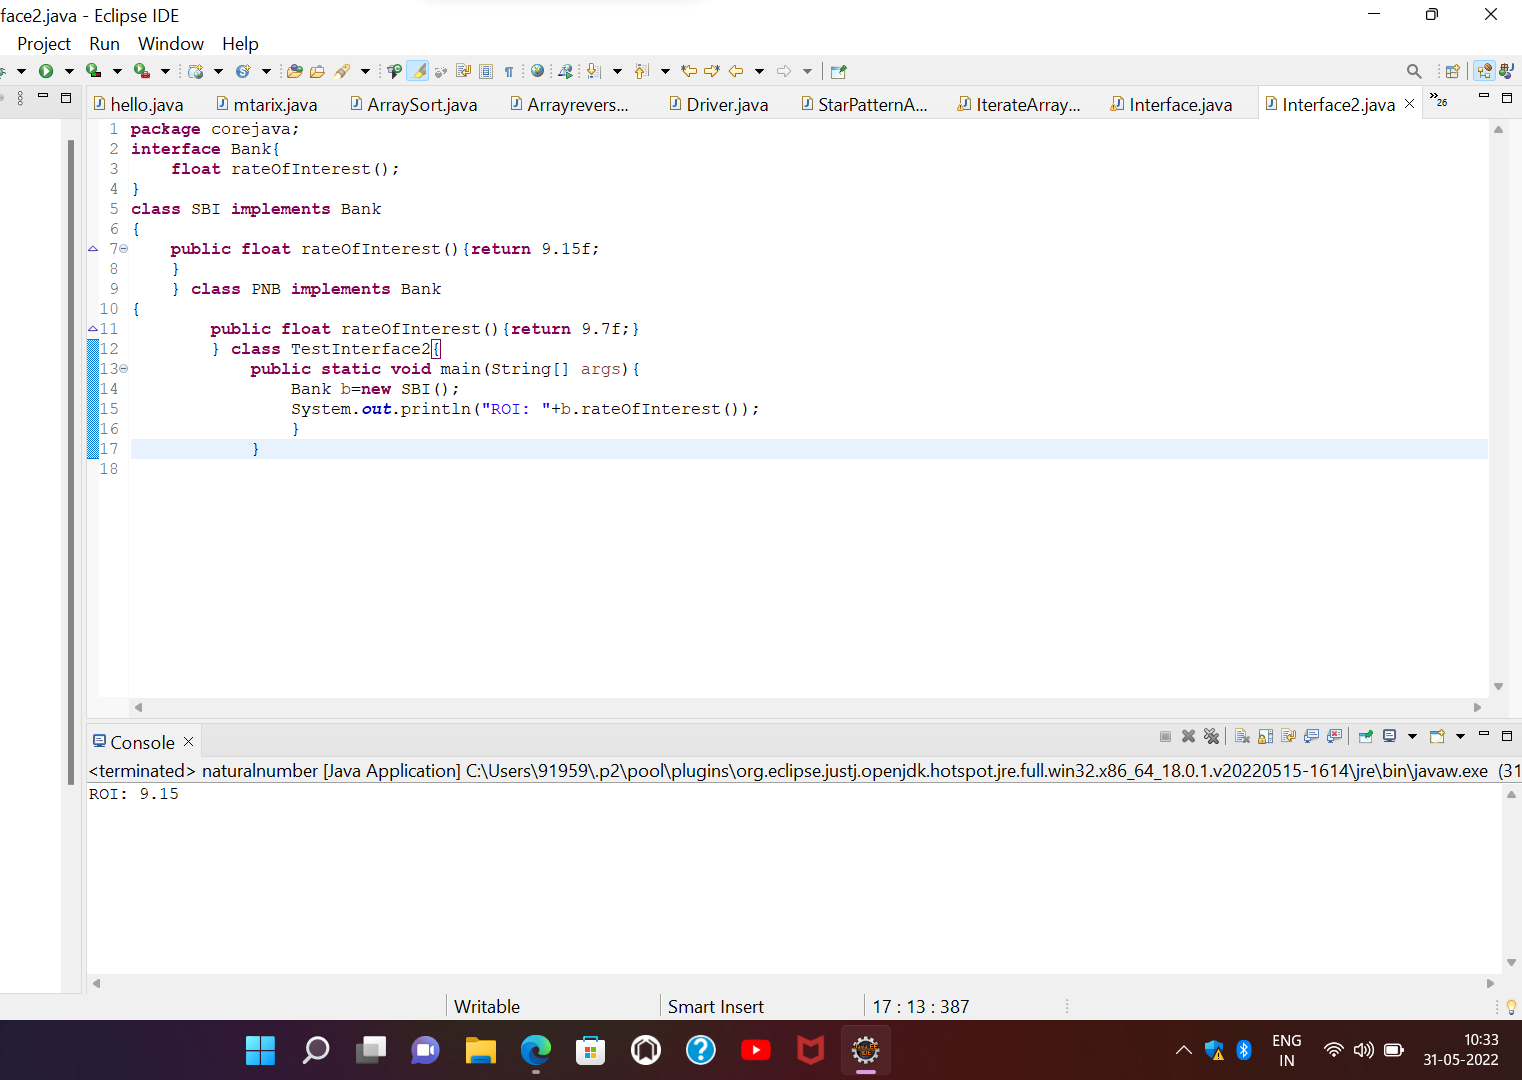 face2.java - Eclipse IDE
Project Run Window Help
hello.java mtarix.java ArraySort.java Arrayrevers... Driver.java StarPatternA... IterateArray... Interface.java Interface2.java »26
1 package corejava;
2 interface Bank{
3 float rateOfInterest();
4 }
5 class SBI implements Bank
6 {
7 public float rateOfInterest(){return 9.15f;
8 }
9 } class PNB implements Bank
10 {
11 public float rateOfInterest(){return 9.7f;}
12 } class TestInterface2{
13 public static void main(String[] args){
14 Bank b=new SBI();
15 System.out.println("ROI: "+b.rateOfInterest());
16 }
17 }
18
Console
<terminated> naturalnumber [Java Application] C:\Users\91959\.p2\pool\plugins\org.eclipse.justj.openjdk.hotspot.jre.full.win32.x86_64_18.0.1.v20220515-1614\jre\bin\javaw.exe (31
ROI: 9.15
Writable Smart Insert 17 : 13 : 387
ENG 10:33
IN 31-05-2022